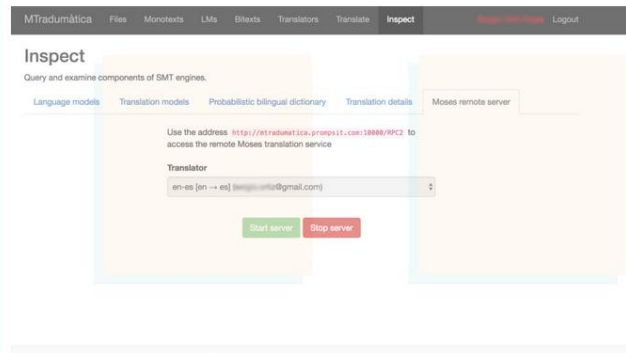 MTradumàtica Files Monotexts LMs Bitexts Translators Translate Inspect Logout
Inspect
Query and examine components of SMT engines.
Language models Translation models Probabilistic bilingual dictionary Translation details Moses remote server
Use the address http://mtradumatica.prompsit.com:10000/RPC2 to
access the remote Moses translation service
Translator
en-es [en → es] @gmail.com)
Start server Stop server